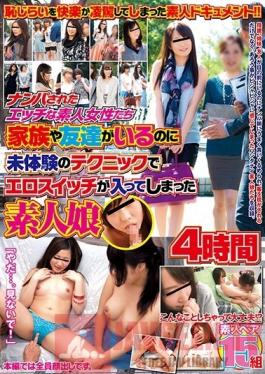 恥じらいを快楽が凌駕してしまった素人ドキュメント!!
ナンパされた
エッチな素人女性たち
家族や友達がいるのに
未体験のテクニックで
エロスイッチが入ってしまった
素人娘
4時間
「やだ…見ないで!」
こんなことしちゃって大丈夫!?
素人ペア
15組
本編では全員顔出しです。